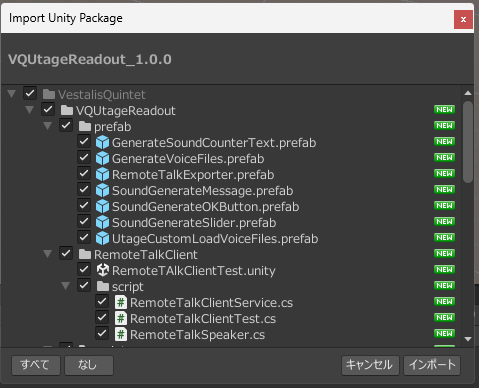 Import Unity Package
VQUtageReadout_1.0.0
VestalisQuintet
VQUtageReadout NEW
prefab NEW
GenerateSoundCounterText.prefab NEW
GenerateVoiceFiles.prefab NEW
RemoteTalkExporter.prefab NEW
SoundGenerateMessage.prefab NEW
SoundGenerateOKButton.prefab NEW
SoundGenerateSlider.prefab NEW
UtageCustomLoadVoiceFiles.prefab NEW
RemoteTalkClient NEW
RemoteTAlkClientTest.unity NEW
script NEW
RemoteTalkClientService.cs NEW
RemoteTalkClientTest.cs NEW
RemoteTalkSpeaker.cs NEW
すべて なし キャンセル インポート